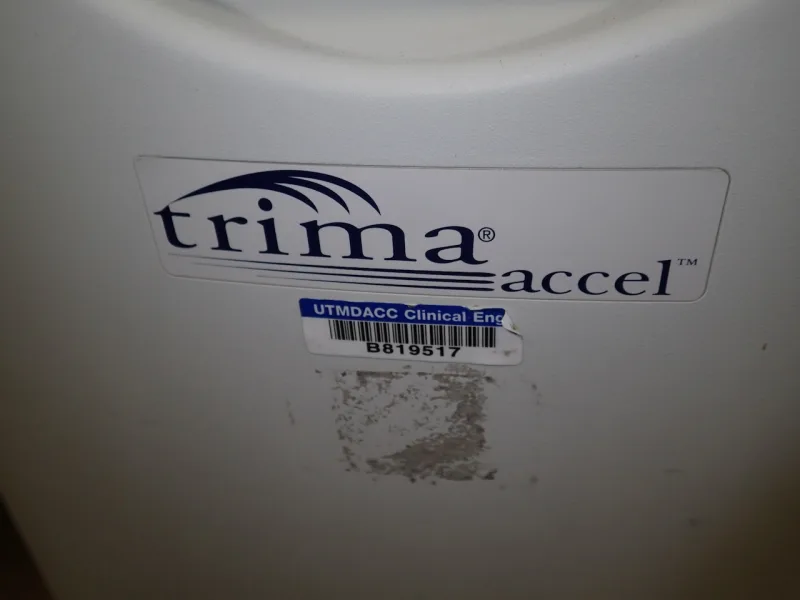 trima®
accel™
UTMDACC Clinical Eng
B819517